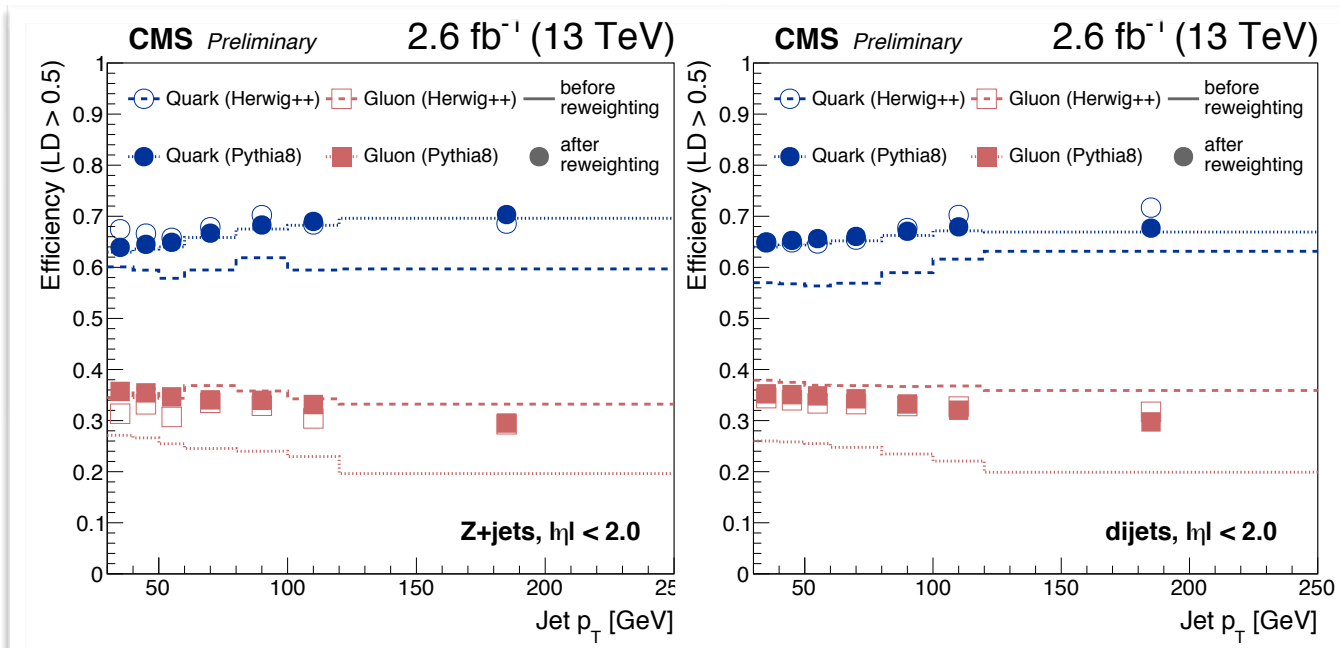 CMS Preliminary 2.6 fb⁻¹ (13 TeV)
Efficiency (LD > 0.5)
1
0.9
0.8
0.7
0.6
0.5
0.4
0.3
0.2
0.1
0
Quark (Herwig++) Gluon (Herwig++) before reweighting
Quark (Pythia8) Gluon (Pythia8) after reweighting
Z+jets, |η| < 2.0
50 100 150 200 25
Jet p_T [GeV]
CMS Preliminary 2.6 fb⁻¹ (13 TeV)
Efficiency (LD > 0.5)
1
0.9
0.8
0.7
0.6
0.5
0.4
0.3
0.2
0.1
0
Quark (Herwig++) Gluon (Herwig++) before reweighting
Quark (Pythia8) Gluon (Pythia8) after reweighting
dijets, |η| < 2.0
50 100 150 200 250
Jet p_T [GeV]